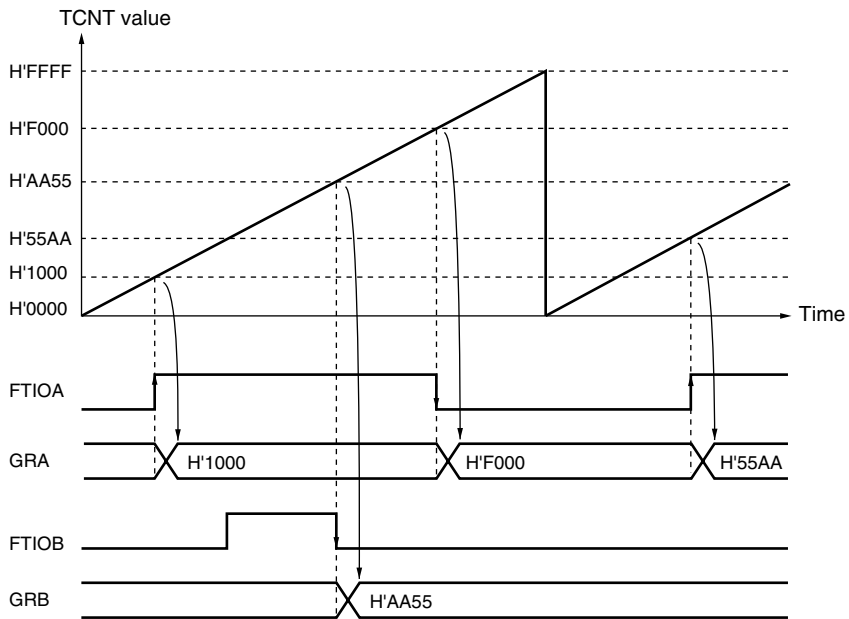 TCNT value
H'FFFF
H'F000
H'AA55
H'55AA
H'1000
H'0000
Time
FTIOA
GRA
H'1000
H'F000
H'55AA
FTIOB
GRB
H'AA55